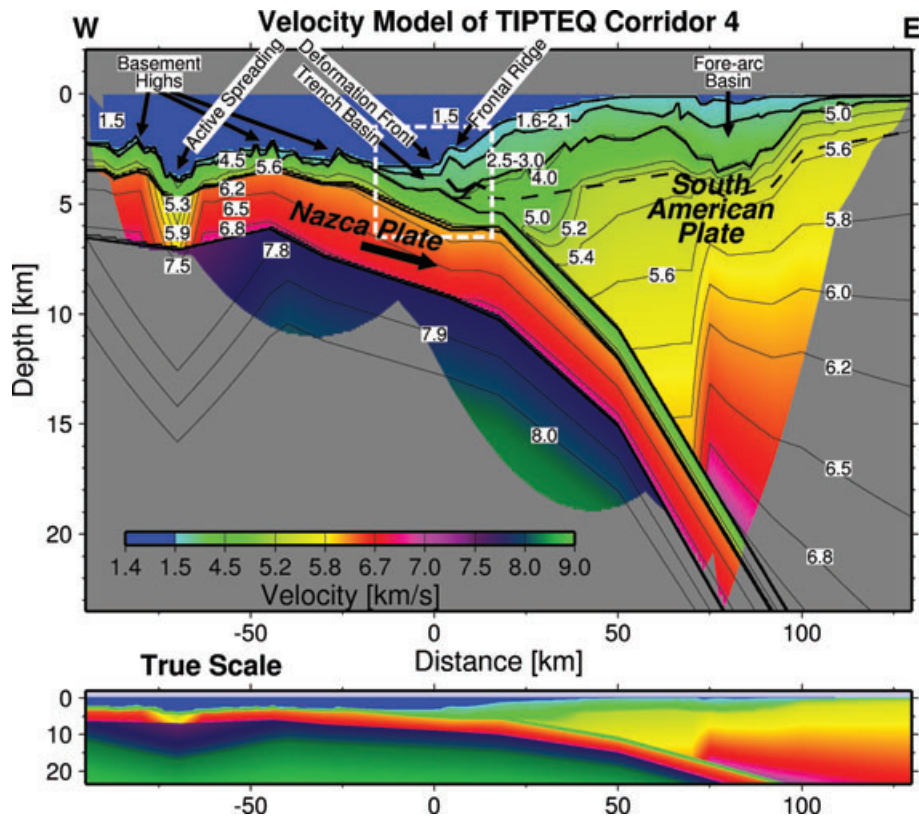 W Velocity Model of TIPTEQ Corridor 4 E
Basement
Highs
Active Spreading
Deformation Front
Trench Basin
Frontal Ridge
Fore-arc
Basin
0
5
10
15
20
Depth [km]
1.5
1.5
1.6-2.1
5.0
4.5
5.6
2.5-3.0
4.0
5.6
6.2
5.3
6.5
5.9
6.8
7.5
7.8
5.0
5.2
5.4
5.6
5.8
6.0
7.9
6.2
8.0
6.5
6.8
Nazca Plate
South
American
Plate
1.4 1.5 4.5 5.2 5.8 6.7 7.0 7.5 8.0 9.0
Velocity [km/s]
-50 0 50 100
True Scale
Distance [km]
0
10
20
-50 0 50 100